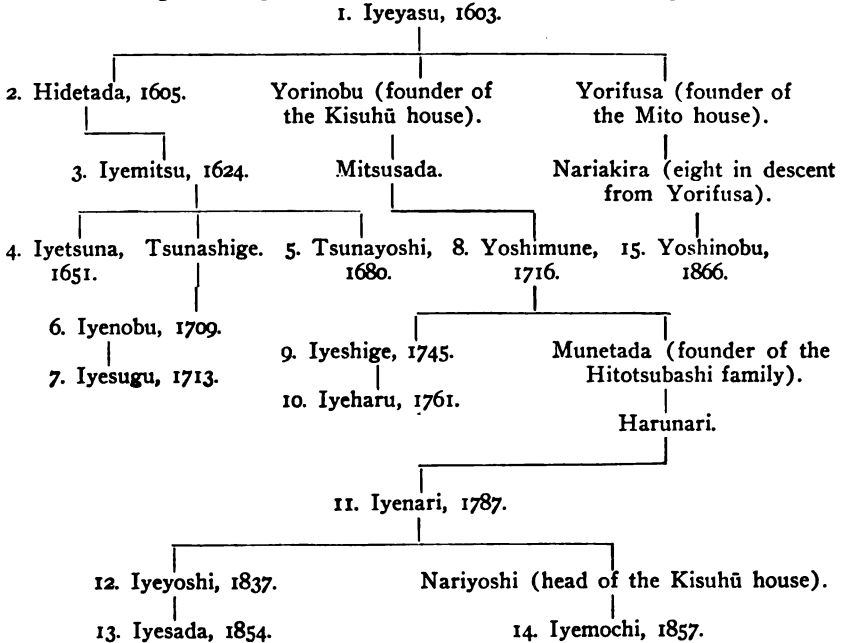 1. Iyeyasu, 1603.
2. Hidetada, 1605. Yorinobu (founder of Yorifusa (founder of
the Kisuhū house). the Mito house).
3. Iyemitsu, 1624. Mitsusada. Nariakira (eight in descent
from Yorifusa).
4. Iyetsuna, Tsunashige. 5. Tsunayoshi, 8. Yoshimune, 15. Yoshinobu,
1651. 1680. 1716. 1866.
6. Iyenobu, 1709.
9. Iyeshige, 1745. Munetada (founder of the
7. Iyesugu, 1713. Hitotsubashi family).
10. Iyeharu, 1761.
Harunari.
11. Iyenari, 1787.
12. Iyeyoshi, 1837. Nariyoshi (head of the Kisuhū house).
13. Iyesada, 1854. 14. Iyemochi, 1857.